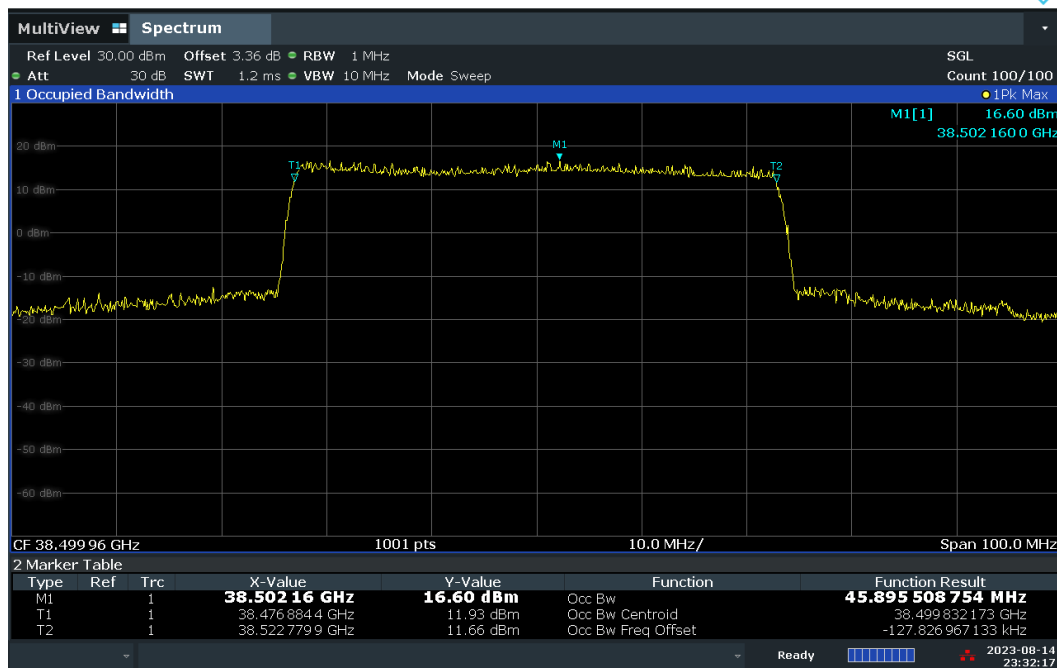 MultiView Spectrum
Ref Level 30.00 dBm Offset 3.36 dB RBW 1 MHz SGL
Att 30 dB SWT 1.2 ms VBW 10 MHz Mode Sweep Count 100/100
1 Occupied Bandwidth 1Pk Max
M1[1] 16.60 dBm
38.502 160 0 GHz
M1
20 dBm
T1 T2
10 dBm
0 dBm
-10 dBm
-20 dBm
-30 dBm
-40 dBm
-50 dBm
-60 dBm
CF 38.499 96 GHz 1001 pts 10.0 MHz/ Span 100.0 MHz
2 Marker Table
Type Ref Trc X-Value Y-Value Function Function Result
M1 1 38.502 16 GHz 16.60 dBm Occ Bw 45.895 508 754 MHz
T1 1 38.476 884 4 GHz 11.93 dBm Occ Bw Centroid 38.499 832 173 GHz
T2 1 38.522 779 9 GHz 11.66 dBm Occ Bw Freq Offset -127.826 967 133 kHz
Ready 2023-08-14
23:32:17